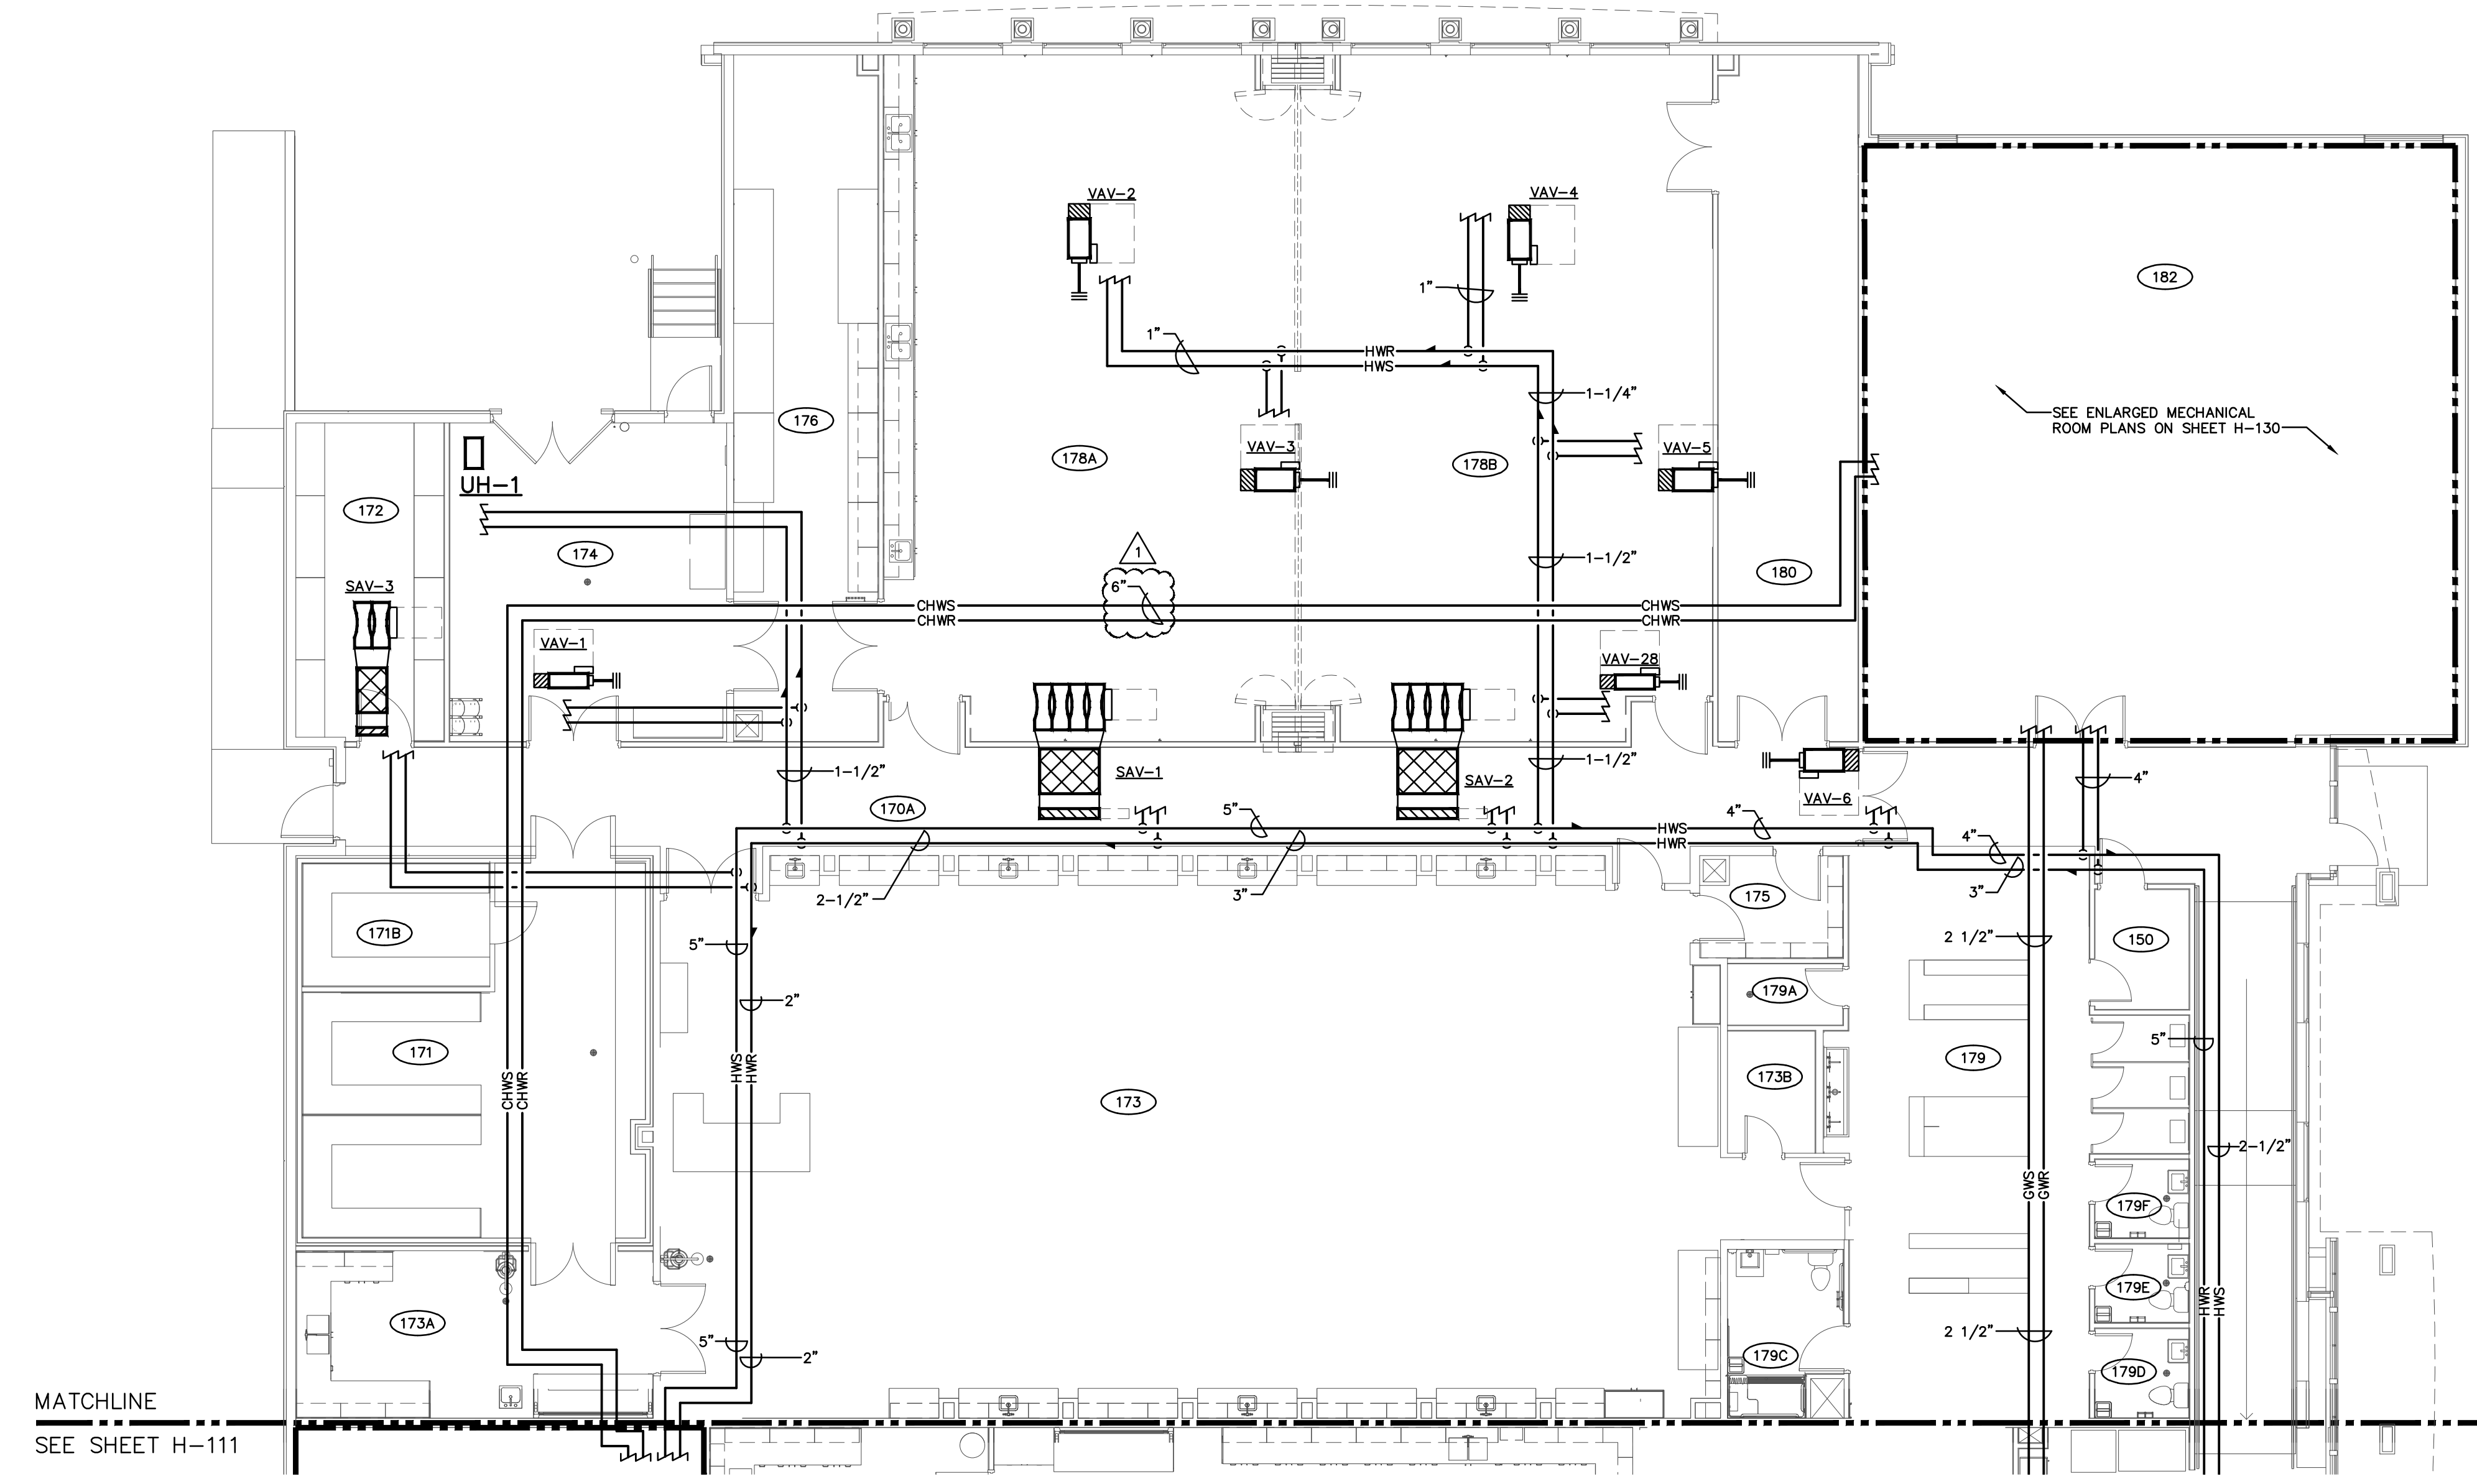 VAV-2
VAV-4
182
1"
1"
HWR
HWS
1-1/4"
SEE ENLARGED MECHANICAL
ROOM PLANS ON SHEET H-130
176
VAV-3
VAV-5
178A
178B
UH-1
172
174
1
1-1/2"
180
SAV-3
6"
CHWS
CHWS
CHWR
CHWR
VAV-1
VAV-28
1-1/2"
SAV-1
SAV-2
1-1/2"
4"
VAV-6
170A
5"
4"
HWS
HWR
4"
2-1/2"
3"
3"
175
171B
5"
2 1/2"
150
2"
179A
171
5"
179
HWS
HWR
CHWS
CHWR
173B
173
2-1/2"
GWS
GWR
179F
179E
HWR
HWS
173A
5"
2"
2 1/2"
179C
179D
MATCHLINE
SEE SHEET H-111